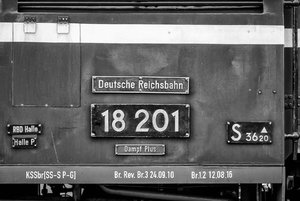 Deutsche Reichsbahn
18 201
Dampf Plus
RBD Halle
Halle P.
S 36.20
KSSbr(SS-S P-G)
Br. Rev. Br.3 24.09.10
Br.1.2 12.08.16